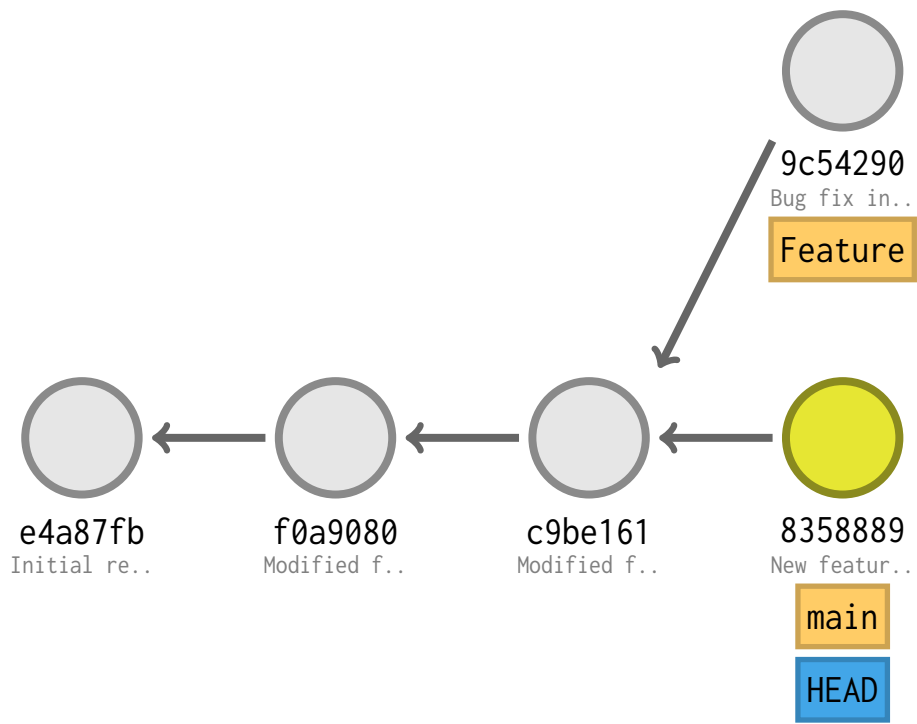 9c54290
Bug fix in..
Feature
e4a87fb
Initial re..
f0a9080
Modified f..
c9be161
Modified f..
8358889
New featur..
main
HEAD